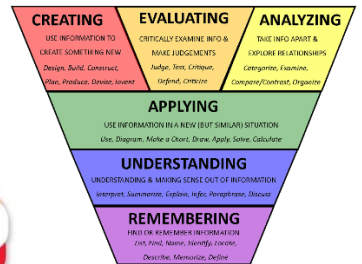 CREATING
USE INFORMATION TO
CREATE SOMETHING NEW
Design, Build, Construct,
Plan, Produce, Devise, Invent
EVALUATING
CRITICALLY EXAMINE INFO &
MAKE JUDGEMENTS
Judge, Test, Critique,
Defend, Criticize
ANALYZING
TAKE INFO APART &
EXPLORE RELATIONSHIPS
Categorize, Examine,
Compare/Contrast, Organize
APPLYING
USE INFORMATION IN A NEW (BUT SIMILAR) SITUATION
Use, Diagram, Make a Chart, Draw, Apply, Solve, Calculate
UNDERSTANDING
UNDERSTANDING & MAKING SENSE OUT OF INFORMATION
Interpret, Summarize, Explain, Infer, Paraphrase, Discuss
REMEMBERING
FIND OR REMEMBER INFORMATION
List, Find, Name, Identify, Locate,
Describe, Memorize, Define